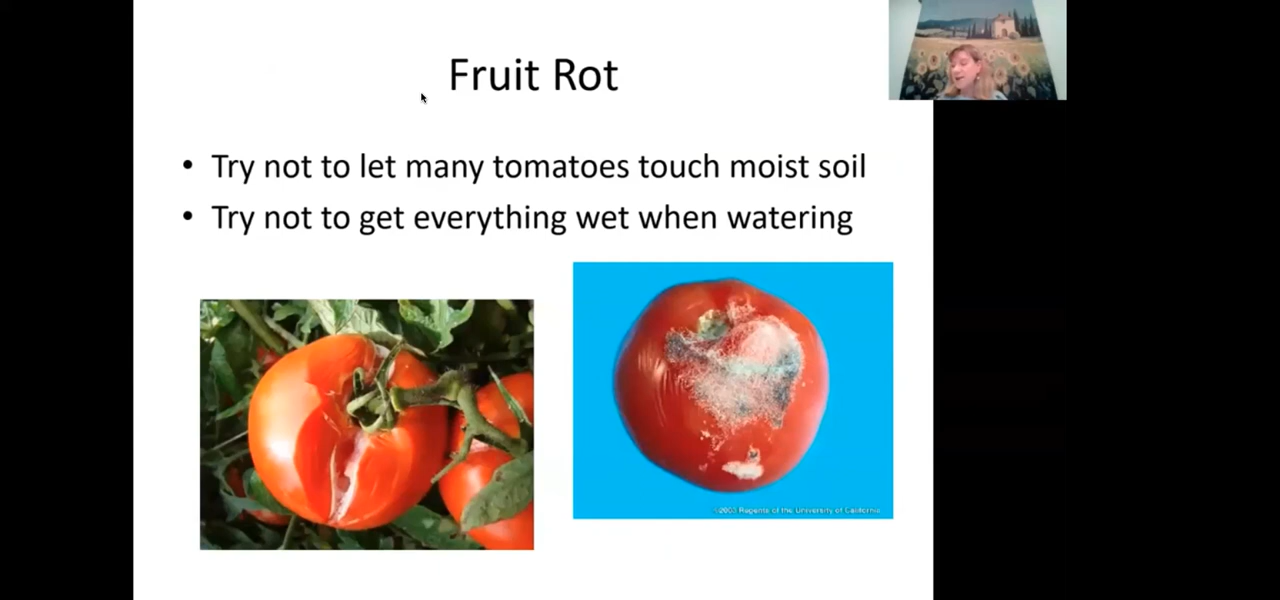 Fruit Rot
• Try not to let many tomatoes touch moist soil
• Try not to get everything wet when watering
©2003 Regents of the University of California